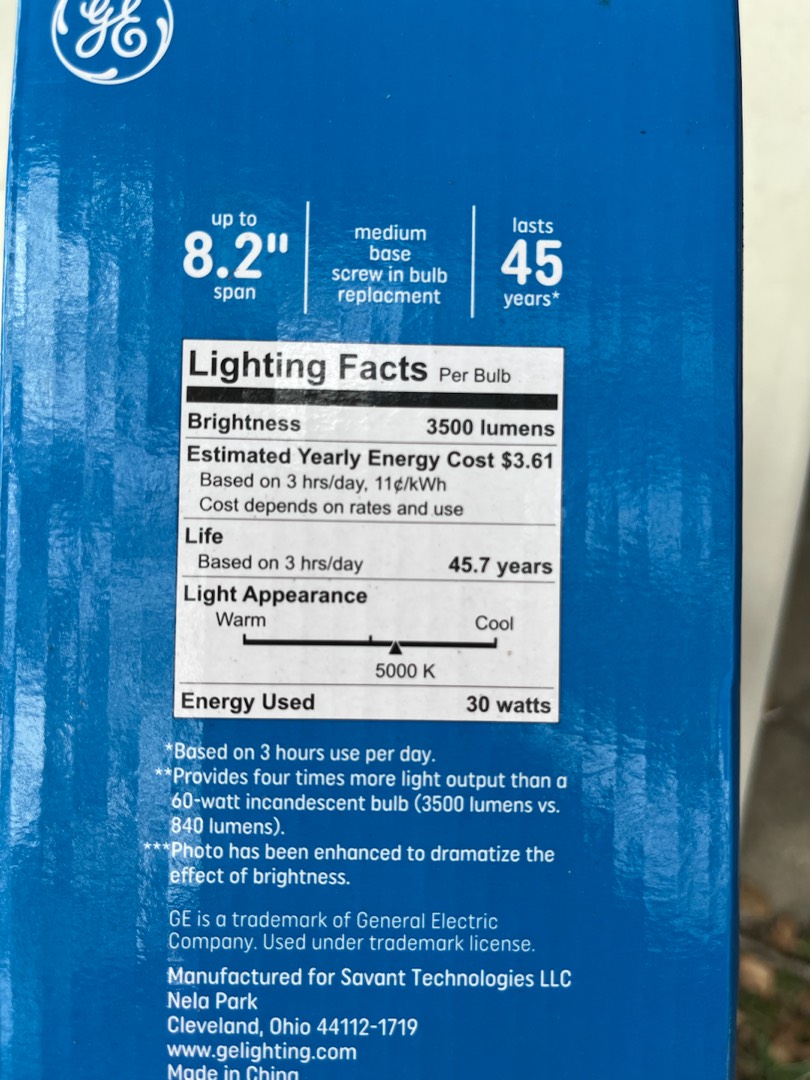 GE
up to
8.2"
span
medium
base
screw in bulb
replacment
lasts
45
years*
Lighting Facts Per Bulb
Brightness 3500 lumens
Estimated Yearly Energy Cost $3.61
Based on 3 hrs/day, 11¢/kWh
Cost depends on rates and use
Life
Based on 3 hrs/day 45.7 years
Light Appearance
Warm Cool
5000 K
Energy Used 30 watts
*Based on 3 hours use per day.
**Provides four times more light output than a
60-watt incandescent bulb (3500 lumens vs.
840 lumens).
***Photo has been enhanced to dramatize the
effect of brightness.
GE is a trademark of General Electric
Company. Used under trademark license.
Manufactured for Savant Technologies LLC
Nela Park
Cleveland, Ohio 44112-1719
www.gelighting.com
Made in China